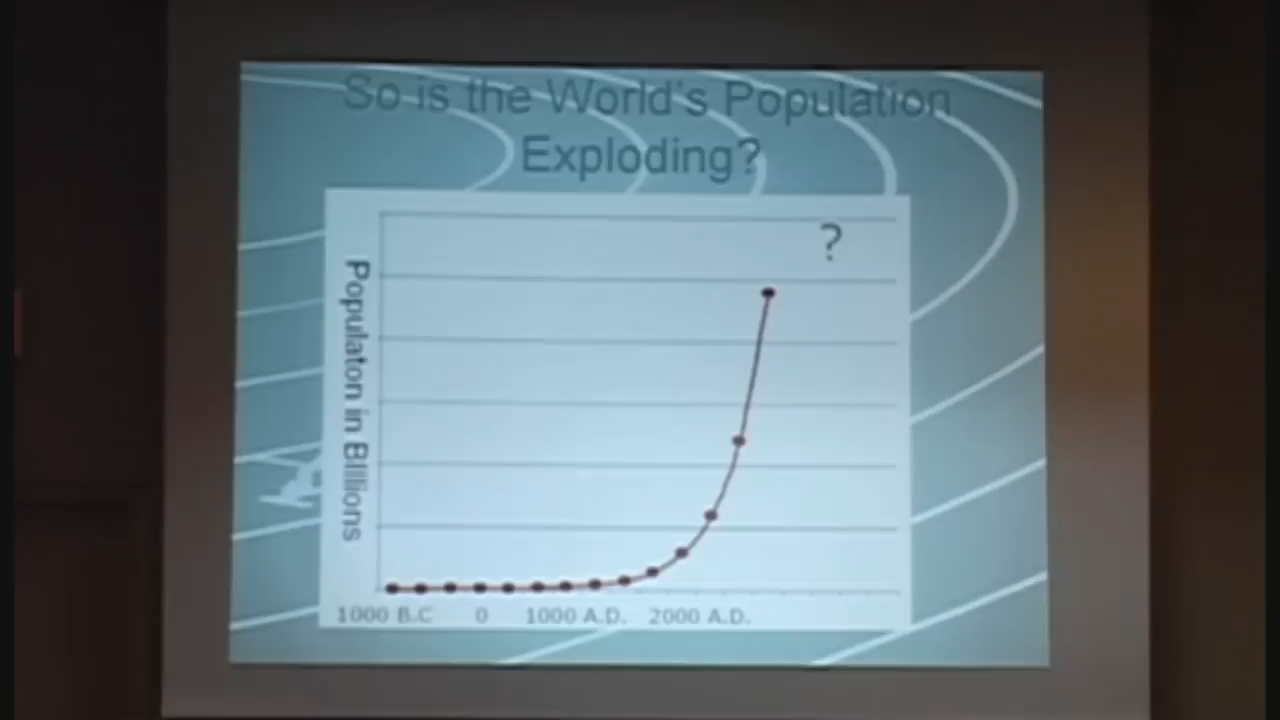 So is the World's Population
Exploding?
?
Populaton in Billions
1000 B.C 0 1000 A.D. 2000 A.D.